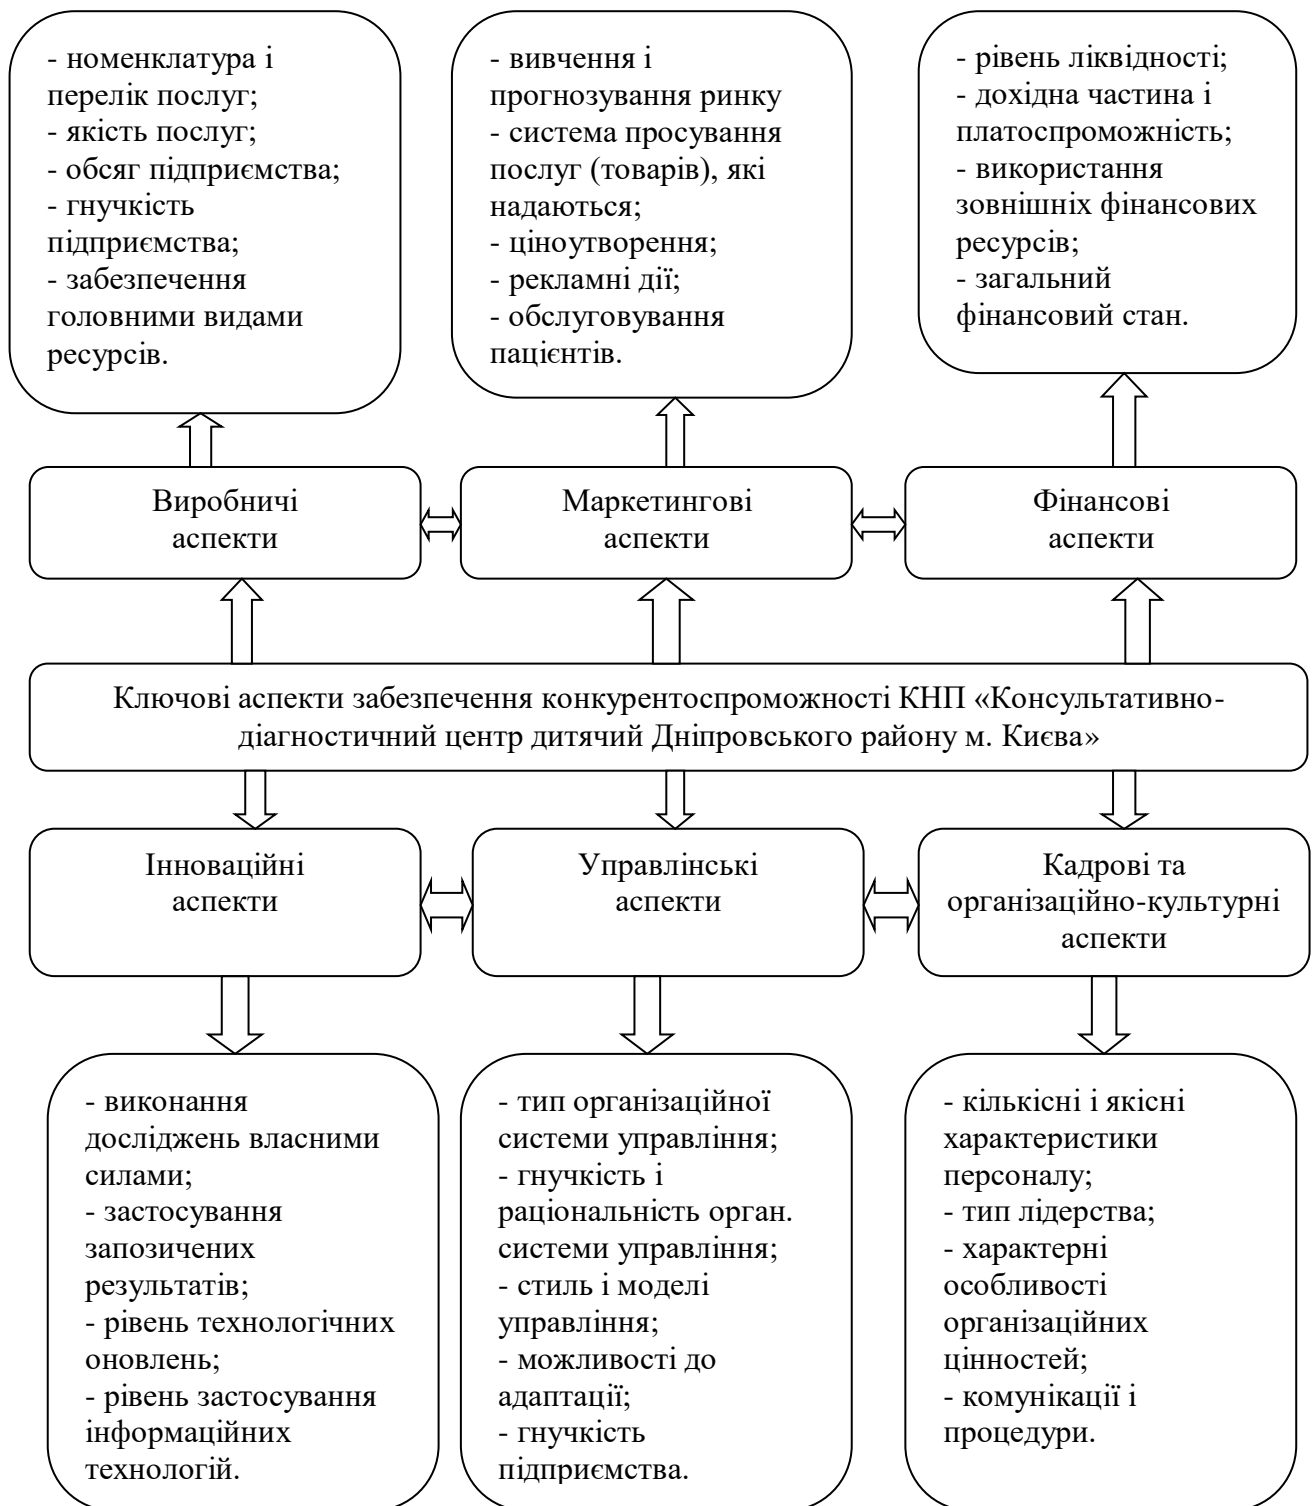 - номенклатура і
перелік послуг;
- якість послуг;
- обсяг підприємства;
- гнучкість
підприємства;
- забезпечення
головними видами
ресурсів.
- вивчення і
прогнозування ринку
- система просування
послуг (товарів), які
надаються;
- ціноутворення;
- рекламні дії;
- обслуговування
пацієнтів.
- рівень ліквідності;
- дохідна частина і
платоспроможність;
- використання
зовнішніх фінансових
ресурсів;
- загальний
фінансовий стан.
Виробничі
аспекти
Маркетингові
аспекти
Фінансові
аспекти
Ключові аспекти забезпечення конкурентоспроможності КНП «Консультативно-
діагностичний центр дитячий Дніпровського району м. Києва»
Інноваційні
аспекти
Управлінські
аспекти
Кадрові та
організаційно-культурні
аспекти
- виконання
досліджень власними
силами;
- застосування
запозичених
результатів;
- рівень технологічних
оновлень;
- рівень застосування
інформаційних
технологій.
- тип організаційної
системи управління;
- гнучкість і
раціональність орган.
системи управління;
- стиль і моделі
управління;
- можливості до
адаптації;
- гнучкість
підприємства.
- кількісні і якісні
характеристики
персоналу;
- тип лідерства;
- характерні
особливості
організаційних
цінностей;
- комунікації і
процедури.